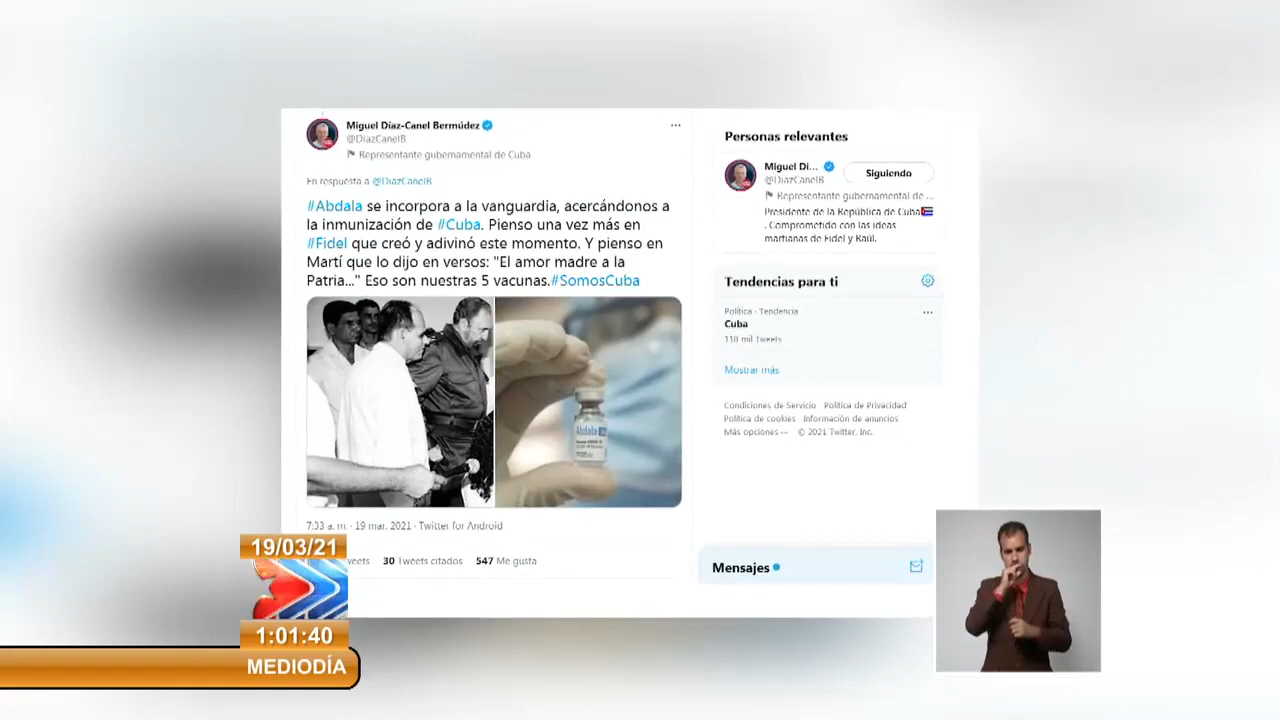 Miguel Díaz-Canel Bermúdez
@DiazCanelB
Representante gubernamental de Cuba
En respuesta a @DiazCanelB
#Abdala se incorpora a la vanguardia, acercándonos a
la inmunización de #Cuba. Pienso una vez más en
#Fidel que creó y adivinó este momento. Y pienso en
Martí que lo dijo en versos: "El amor madre a la
Patria..." Eso son nuestras 5 vacunas.#SomosCuba
Abdala
7:33 a. m. · 19 mar. 2021 · Twitter for Android
30 Tweets citados 547 Me gusta
Personas relevantes
Miguel Di...
@DiazCanelB
Siguiendo
Representante gubernamental de ...
Presidente de la República de Cuba
. Comprometido con las ideas
martianas de Fidel y Raúl.
Tendencias para ti
Política · Tendencia
Cuba
118 mil Tweets
Mostrar más
Condiciones de Servicio Política de Privacidad
Política de cookies Información de anuncios
Más opciones ··· © 2021 Twitter, Inc.
Mensajes
19/03/21
1:01:40
MEDIODÍA